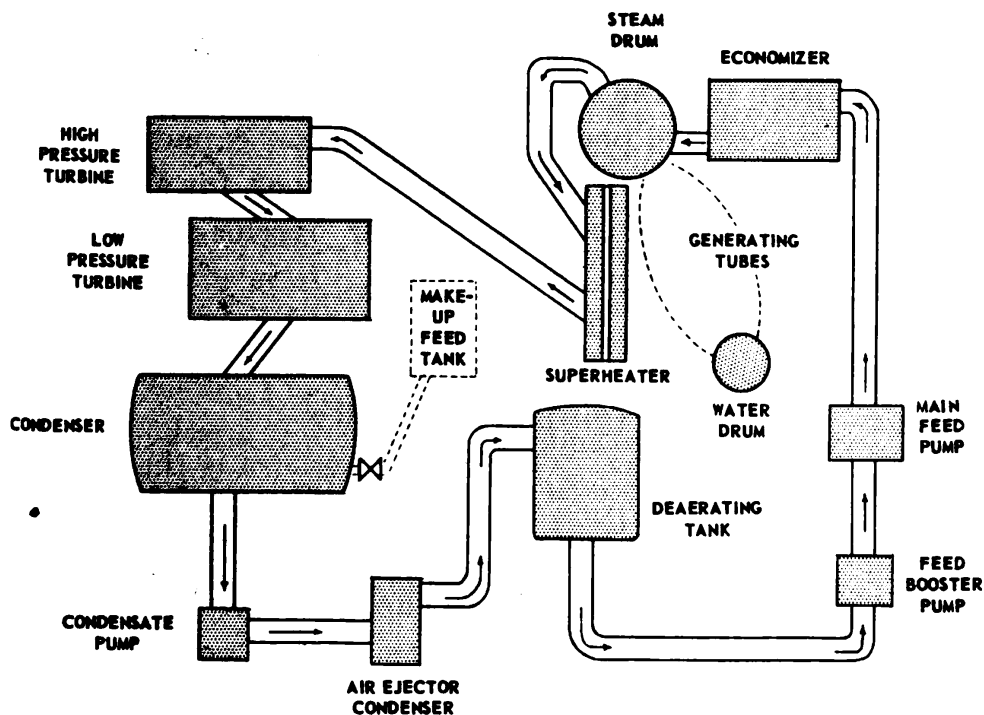 STEAM
DRUM
ECONOMIZER
HIGH
PRESSURE
TURBINE
LOW
PRESSURE
TURBINE
GENERATING
TUBES
MAKE-
UP
FEED
TANK
SUPERHEATER
WATER
DRUM
MAIN
FEED
PUMP
CONDENSER
DEAERATING
TANK
FEED
BOOSTER
PUMP
CONDENSATE
PUMP
AIR EJECTOR
CONDENSER